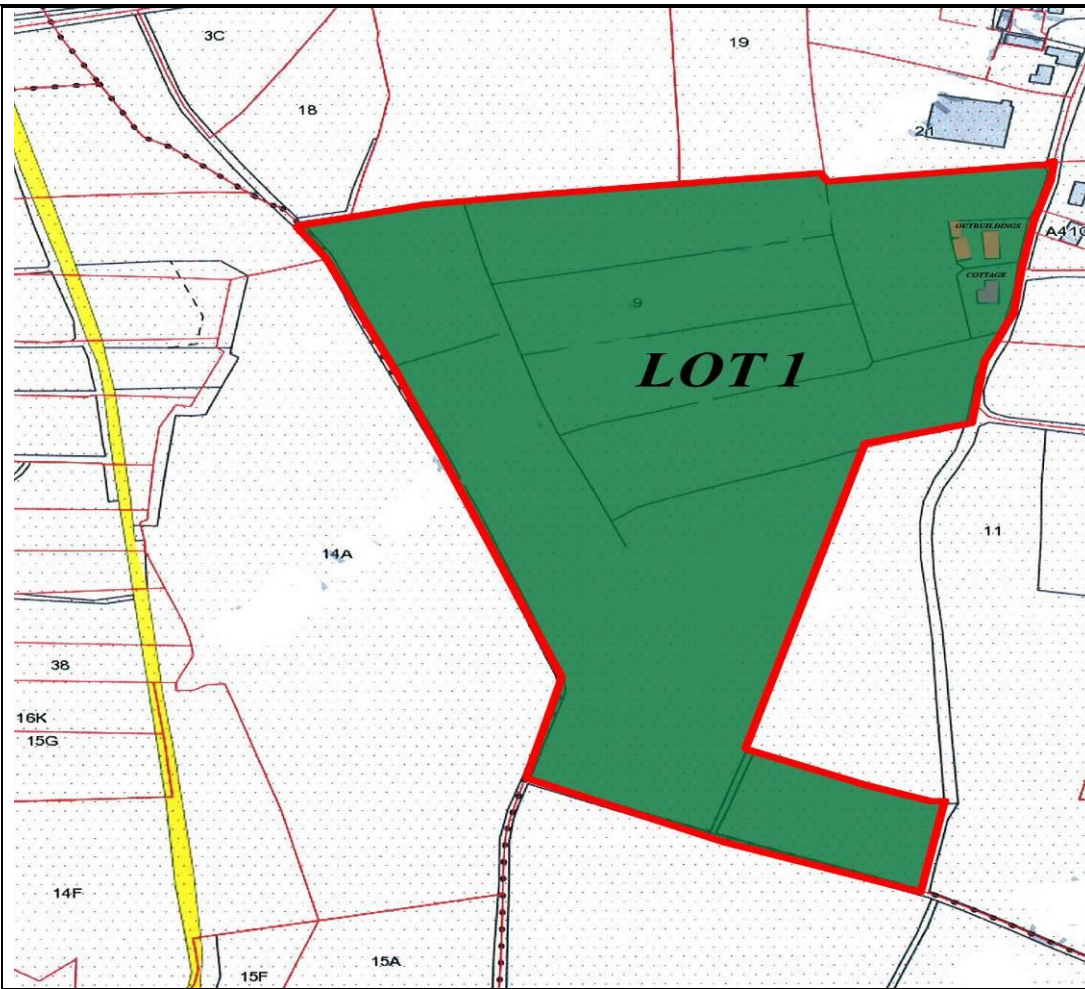 3C
19
18
21
OUTBUILDINGS
COTTAGE
9
LOT 1
11
14A
38
16K
15G
14F
15A
15F